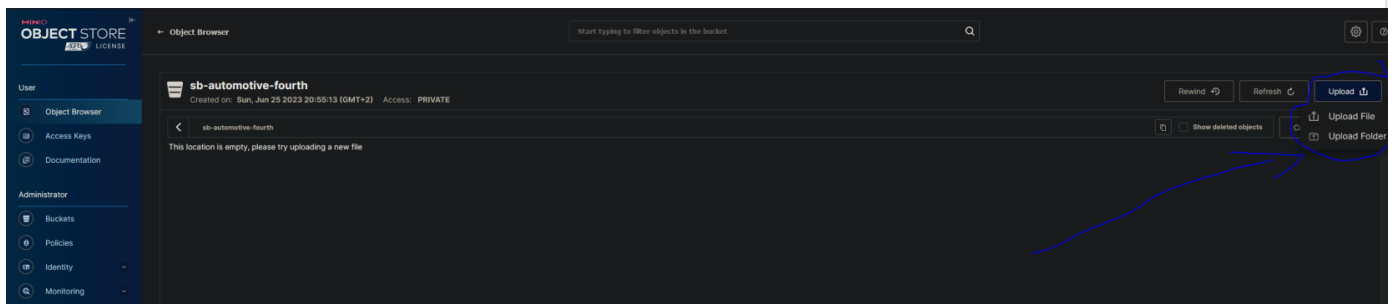 MINIO
OBJECT STORE
LICENSE
← Object Browser
Start typing to filter objects in the bucket
User
Object Browser
Access Keys
Documentation
Administrator
Buckets
Policies
Identity
Monitoring
sb-automotive-fourth
Created on: Sun, Jun 25 2023 20:55:13 (GMT+2) Access: PRIVATE
Rewind
Refresh
Upload
sb-automotive-fourth
Show deleted objects
Upload File
Upload Folder
This location is empty, please try uploading a new file